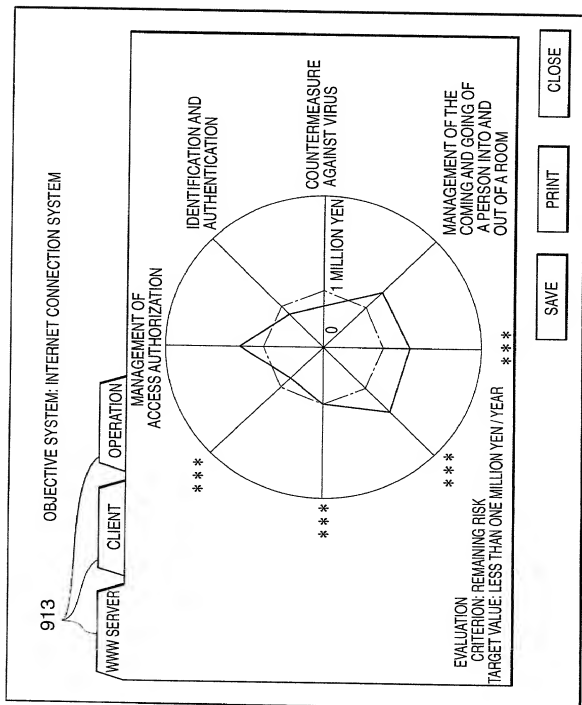 OBJECTIVE SYSTEM: INTERNET CONNECTION SYSTEM
913
WWW SERVER
CLIENT
OPERATION
MANAGEMENT OF
ACCESS AUTHORIZATION
IDENTIFICATION AND
AUTHENTICATION
***
COUNTERMEASURE
AGAINST VIRUS
***
0
1 MILLION YEN
MANAGEMENT OF THE
COMING AND GOING OF
A PERSON INTO AND
OUT OF A ROOM
***
***
EVALUATION
CRITERION: REMAINING RISK
TARGET VALUE: LESS THAN ONE MILLION YEN / YEAR
SAVE
PRINT
CLOSE